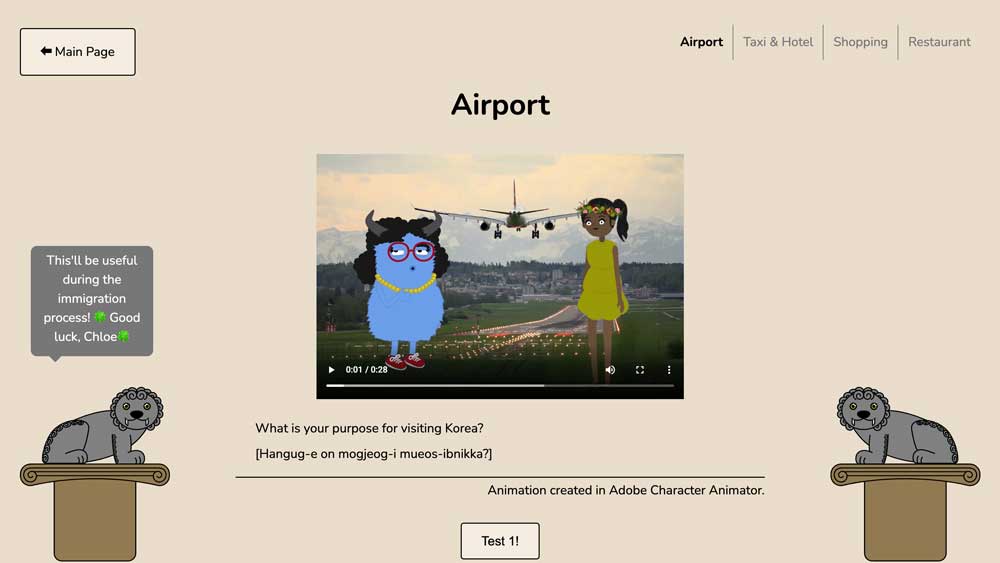 ⬅ Main Page
Airport
Taxi & Hotel
Shopping
Restaurant
Airport
This'll be useful
during the
immigration
process! 🍀 Good
luck, Chloe🍀
0:01 / 0:28
What is your purpose for visiting Korea?
[Hangug-e on mogjeog-i mueos-ibnikka?]
Animation created in Adobe Character Animator.
Test 1!